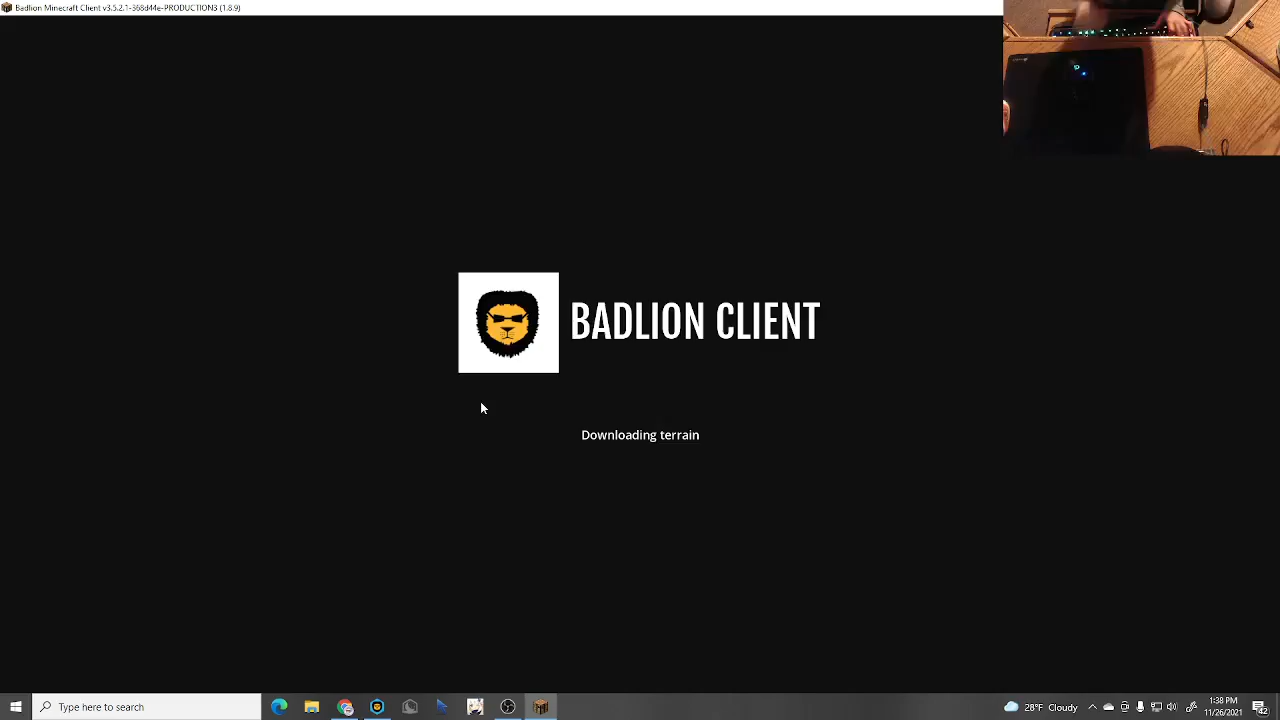 Badlion Minecraft Client v3.5.2.1-368d44e-PRODUCTION3 (1.8.9)
BADLION CLIENT
Downloading terrain
Type here to search
28°F Cloudy
1:38 PM
11/26/2021